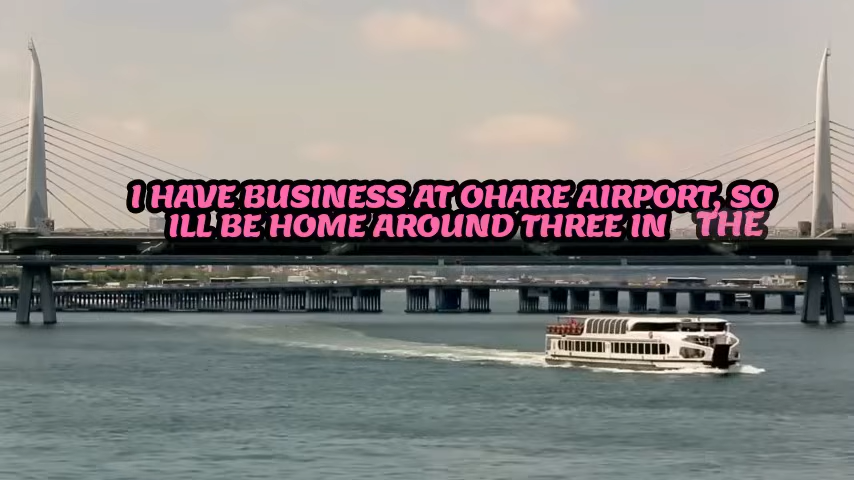 I HAVE BUSINESS AT OHARE AIRPORT, SO
ILL BE HOME AROUND THREE IN THE